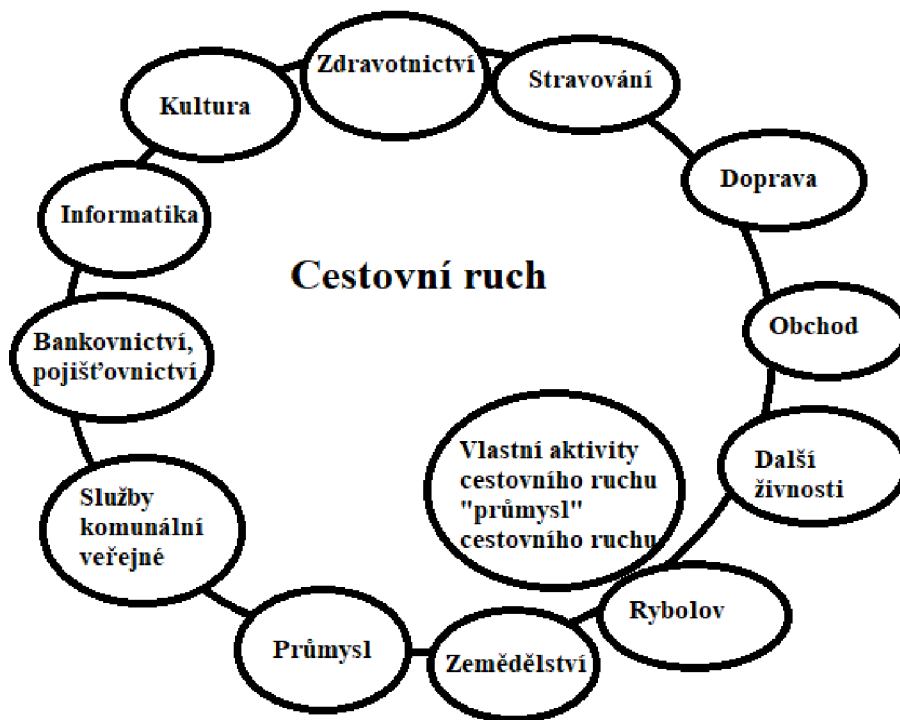 Zdravotnictví
Stravování
Kultura
Doprava
Informatika
Cestovní ruch
Obchod
Bankovnictví,
pojišťovnictví
Vlastní aktivity
cestovního ruchu
"průmysl"
cestovního ruchu
Další
živnosti
Služby
komunální
veřejné
Rybolov
Průmysl
Zemědělství